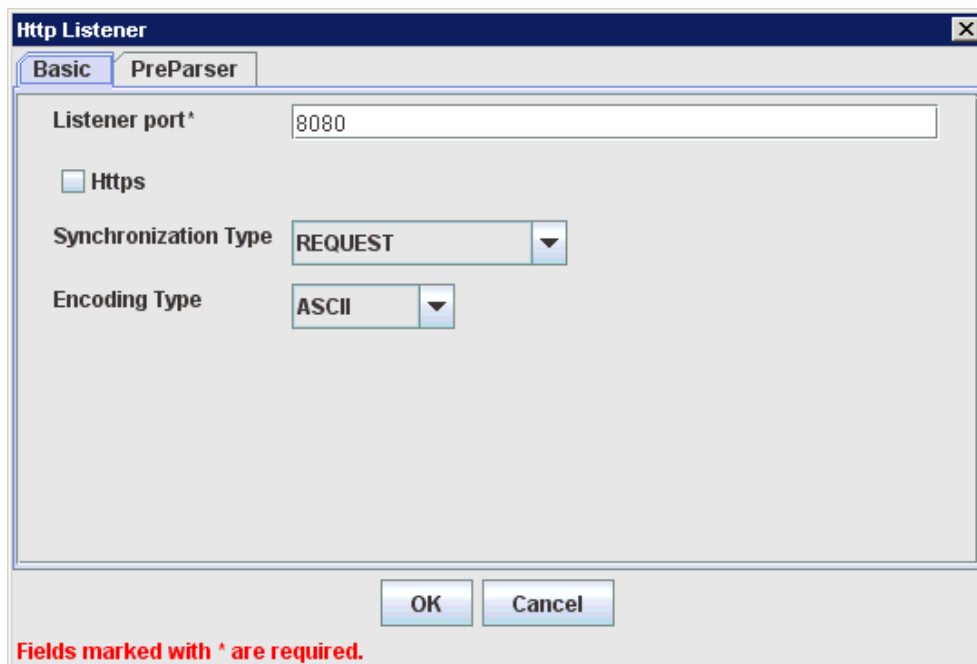 Http Listener
Basic PreParser
Listener port* 8080
Https
Synchronization Type REQUEST
Encoding Type ASCII
OK Cancel
Fields marked with * are required.